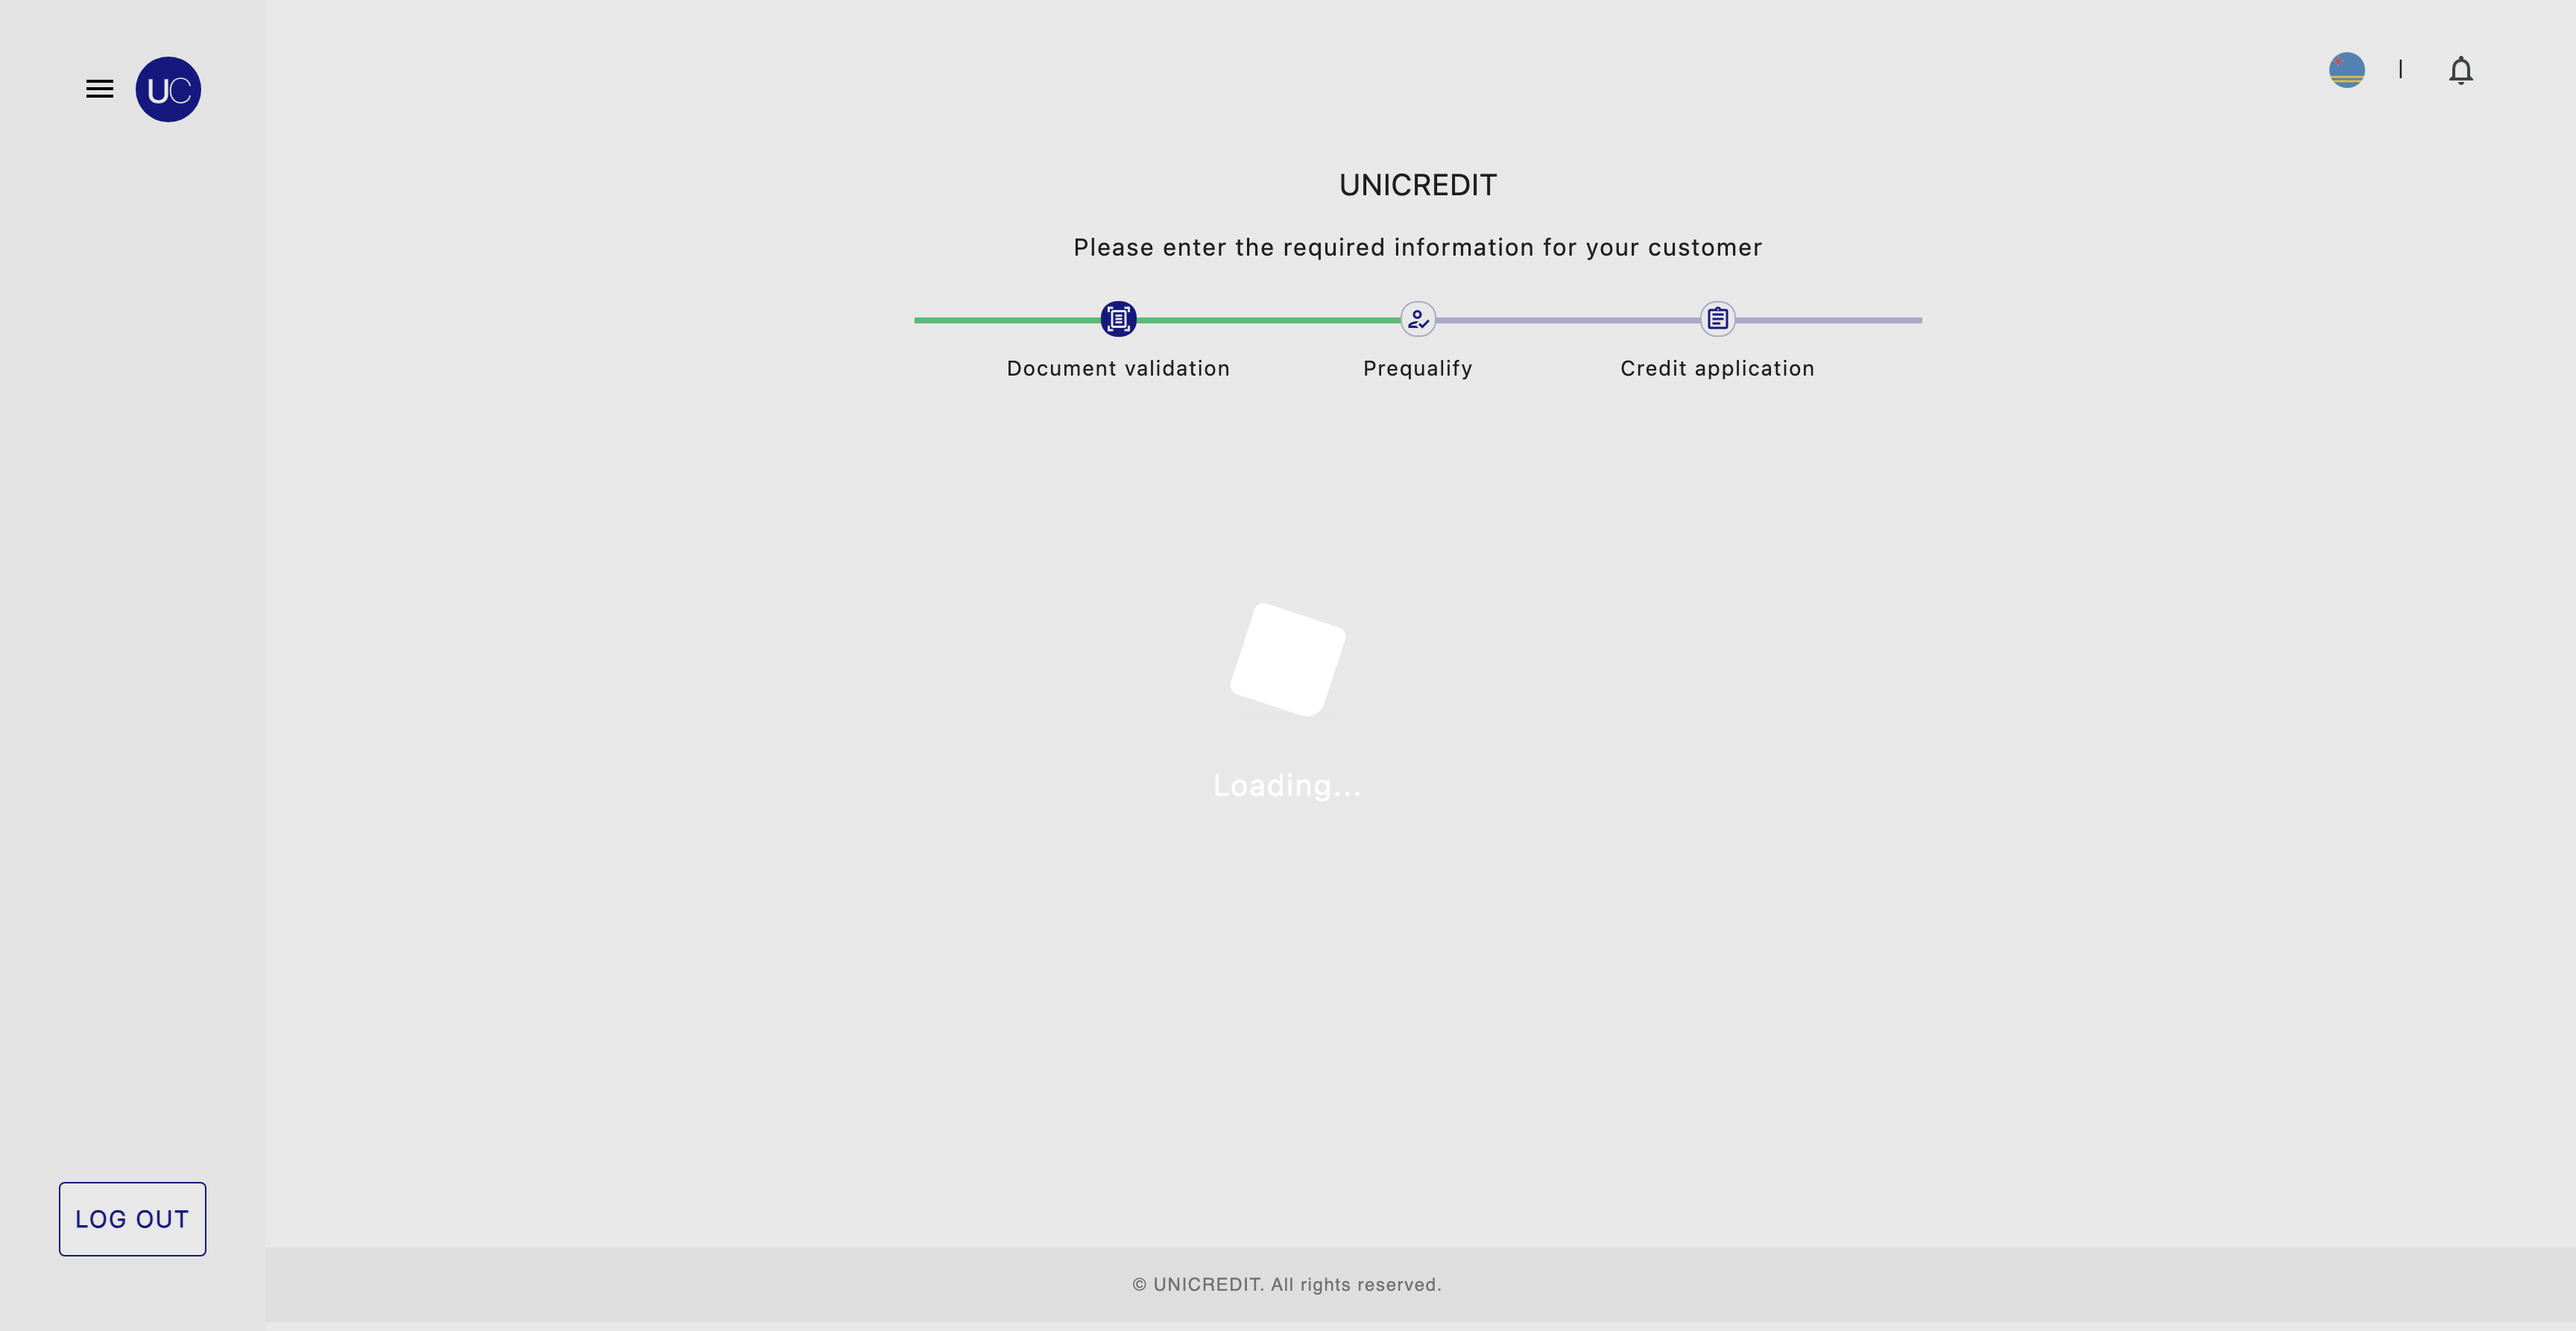 UC
UNICREDIT
Please enter the required information for your customer
Document validation
Prequalify
Credit application
Loading...
LOG OUT
© UNICREDIT. All rights reserved.